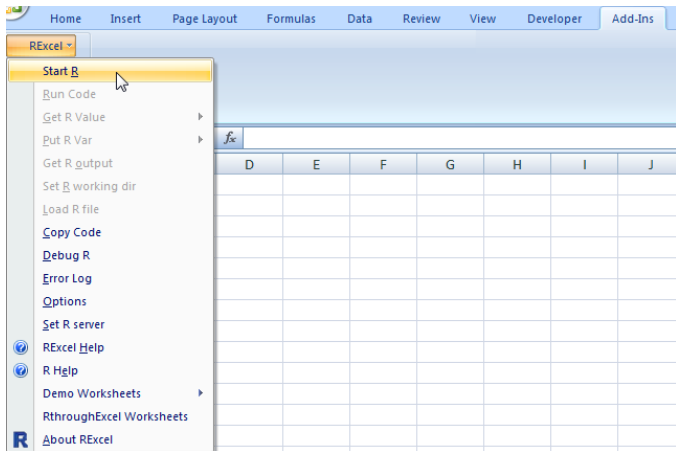 Home Insert Page Layout Formulas Data Review View Developer Add-Ins
RExcel
Start R
Run Code
Get R Value
Put R Var
fx
Get R output
D E F G H I J
Set R working dir
Load R file
Copy Code
Debug R
Error Log
Options
Set R server
RExcel Help
R Help
Demo Worksheets
RthroughExcel Worksheets
R About RExcel